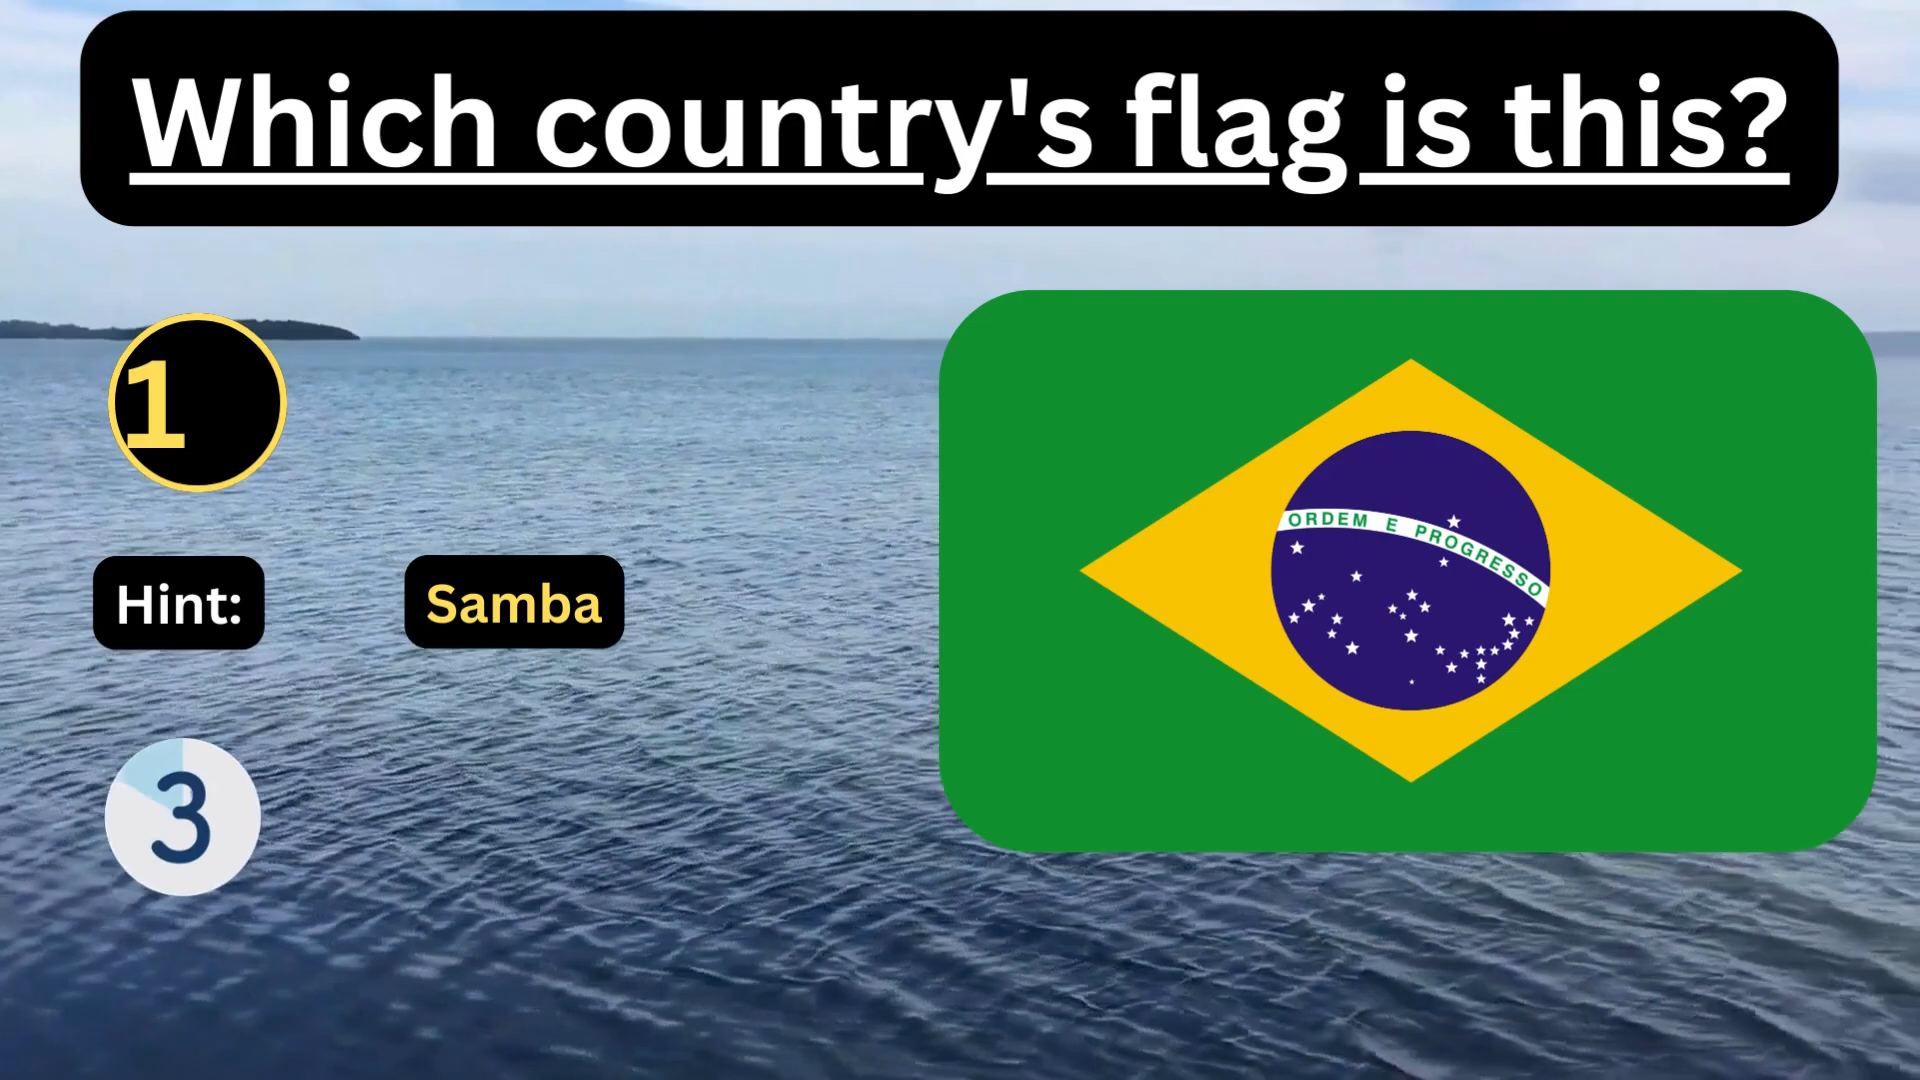 Which country's flag is this?
1
ORDEM E PROGRESSO
Hint:
Samba
3